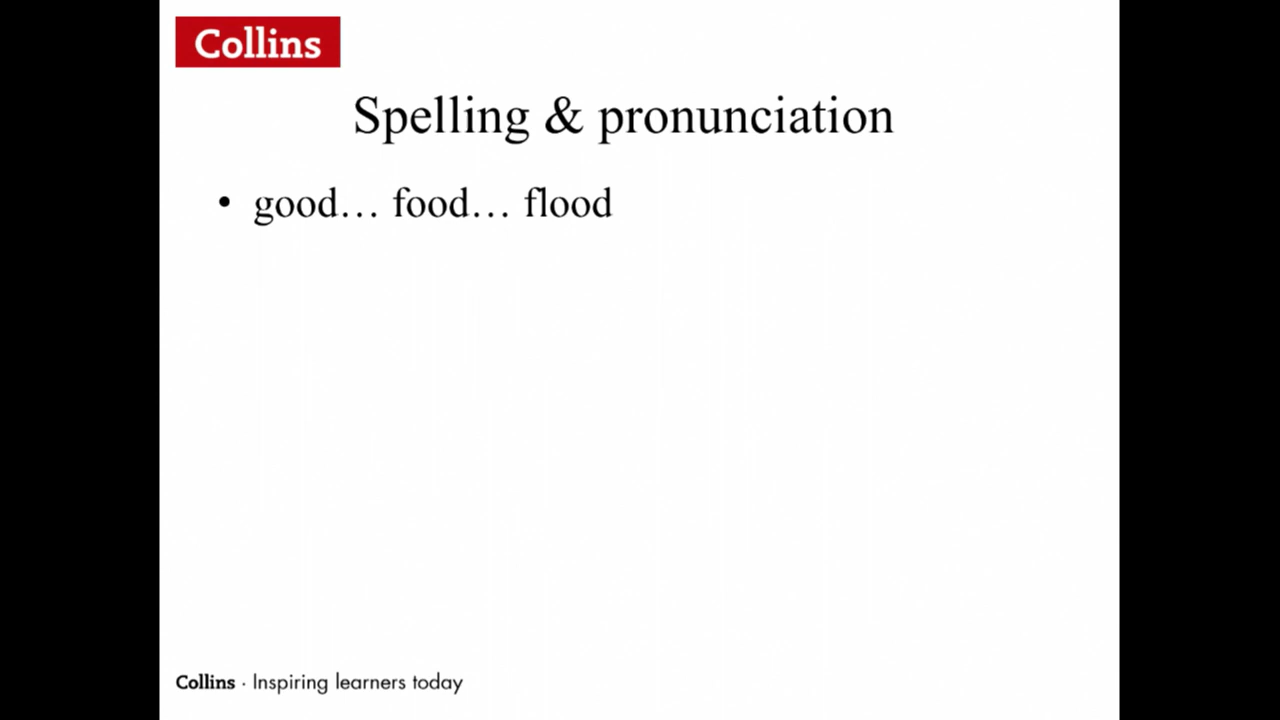 Collins
Spelling & pronunciation
• good… food… flood
Collins · Inspiring learners today